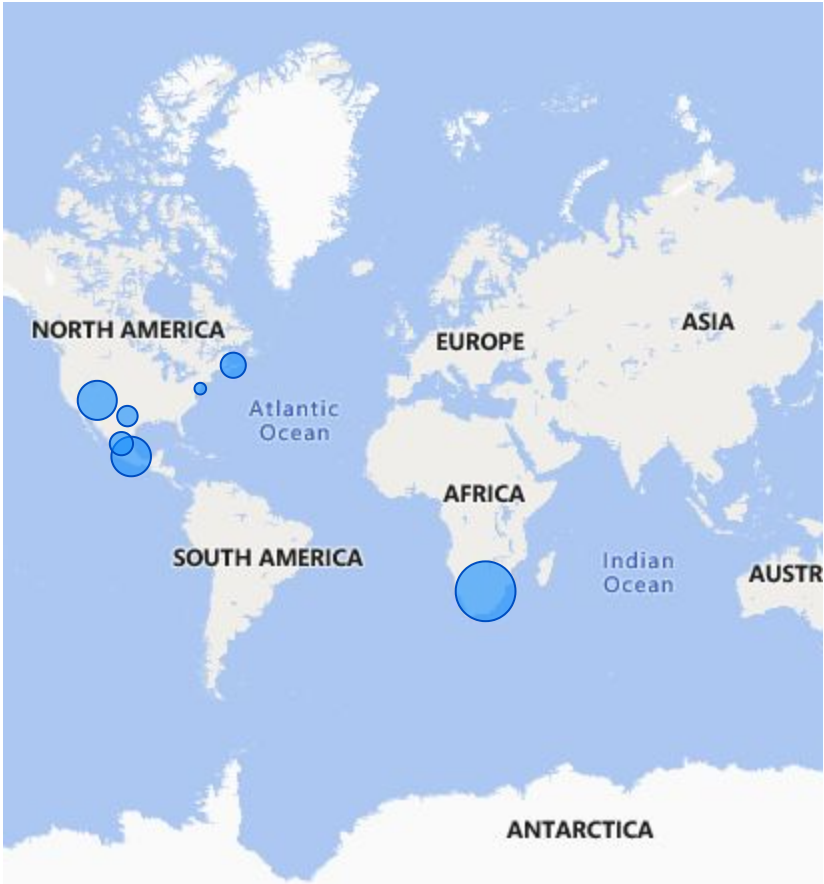 NORTH AMERICA
ASIA
EUROPE
Atlantic
Ocean
AFRICA
SOUTH AMERICA
Indian
Ocean
AUSTR
ANTARCTICA